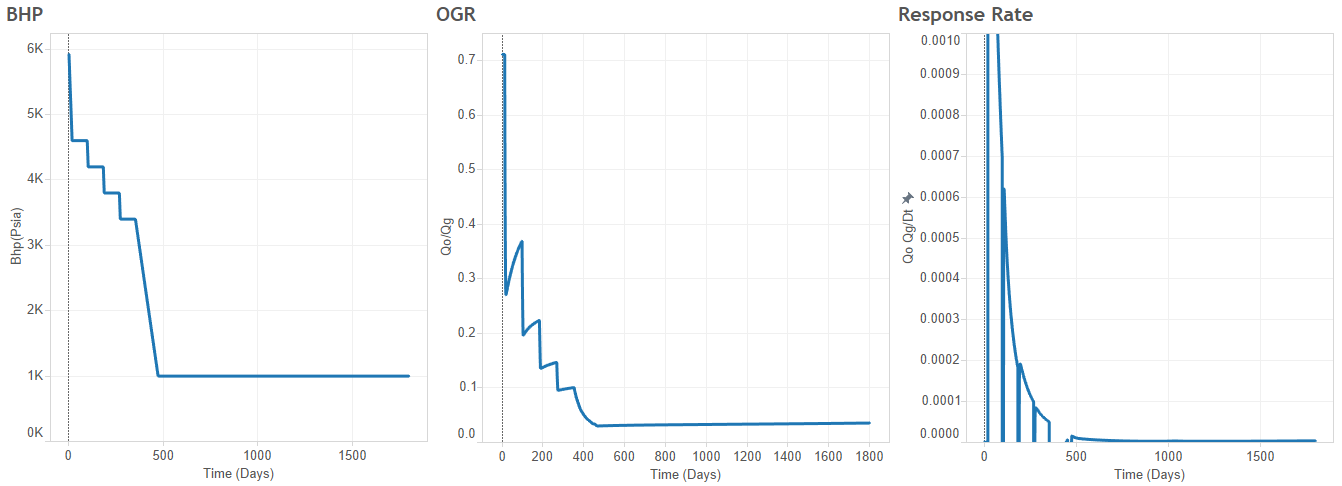 BHP
6K
5K
4K
3K
2K
1K
0K
Bhp(Psia)
0
500
1000
1500
Time (Days)
OGR
0.7
0.6
0.5
0.4
0.3
0.2
0.1
0.0
Qo/Qg
0
200
400
600
800
1000
1200
1400
1600
1800
Time (Days)
Response Rate
0.0010
0.0009
0.0008
0.0007
0.0006
0.0005
0.0004
0.0003
0.0002
0.0001
0.0000
Qo Qg/Dt
0
500
1000
1500
Time (Days)